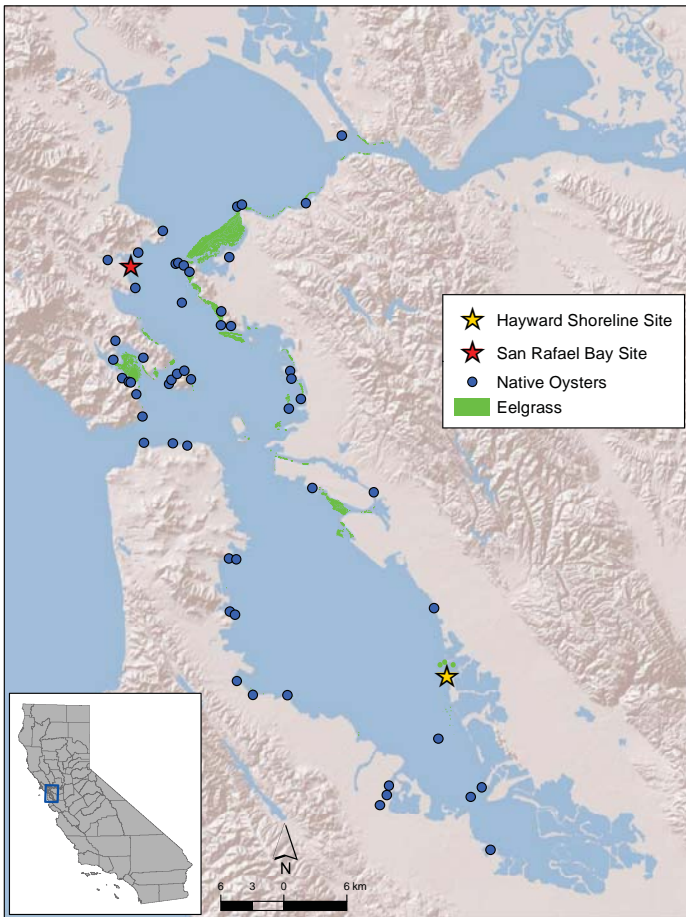 Hayward Shoreline Site
San Rafael Bay Site
Native Oysters
Eelgrass
N
6 3 0 6 km